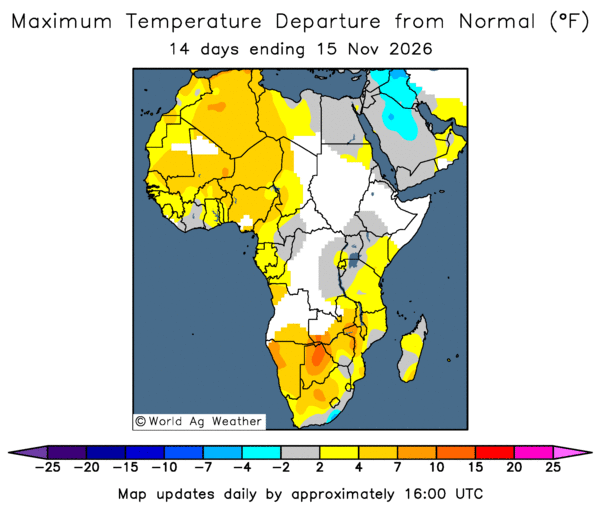 Maximum Temperature Departure from Normal (°F)
14 days ending 15 Nov 2026
© World Ag Weather
-25 -20 -15 -10 -7 -4 -2 2 4 7 10 15 20 25
Map updates daily by approximately 16:00 UTC